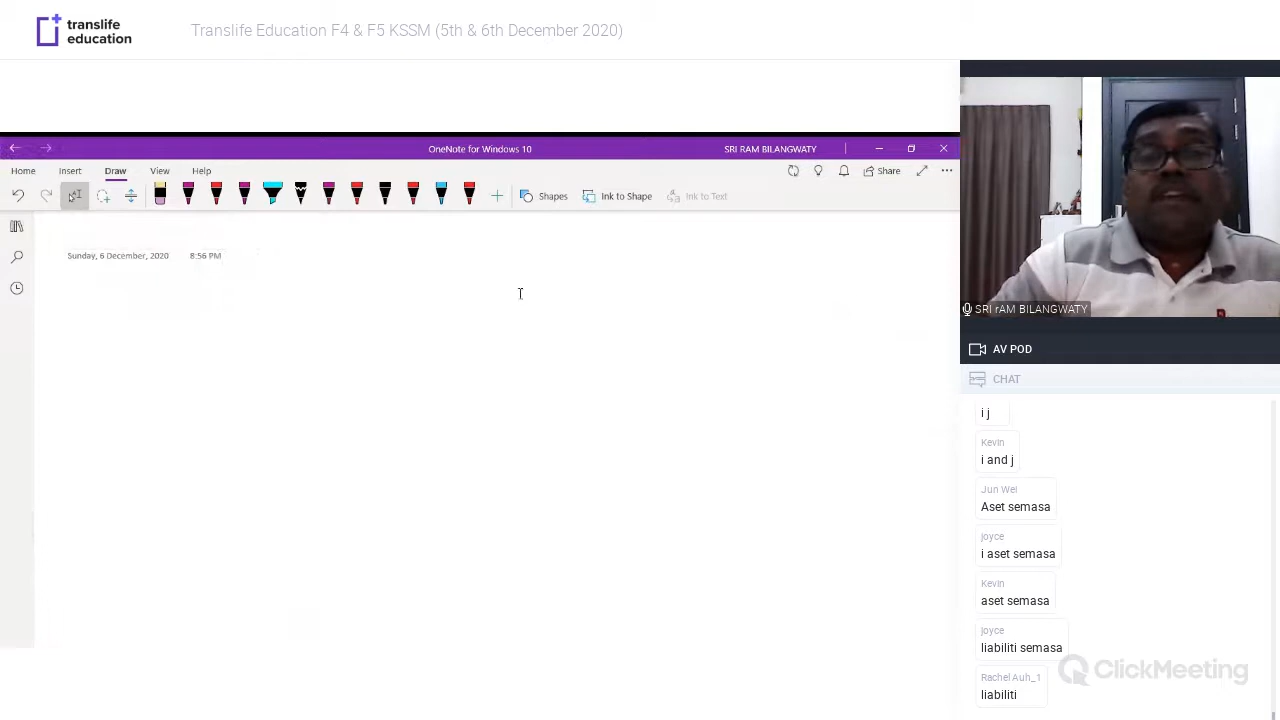 translife
education
Translife Education F4 & F5 KSSM (5th & 6th December 2020)
OneNote for Windows 10
SRI RAM BILANGWATY
Home Insert Draw View Help
Share
Shapes Ink to Shape Ink to Text
Sunday, 6 December, 2020 8:56 PM
SRI rAM BILANGWATY
AV POD
CHAT
i j
Kevin
i and j
Jun Wei
Aset semasa
joyce
i aset semasa
Kevin
aset semasa
joyce
liabiliti semasa
Rachel Auh_1
liabiliti
ClickMeeting